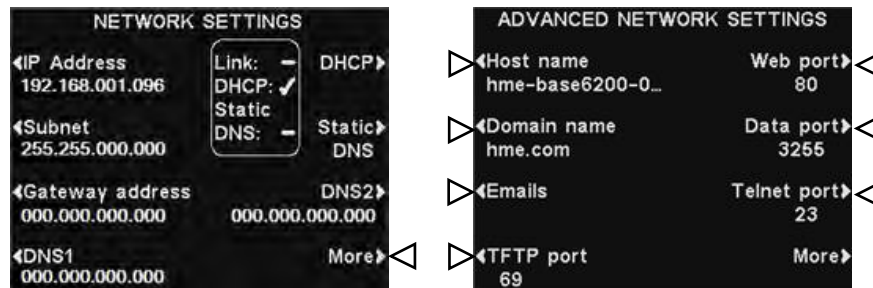 NETWORK SETTINGS
IP Address
192.168.001.096
Link: –
DHCP: ✓
Static
DNS: –
DHCP
Subnet
255.255.000.000
Static
DNS
Gateway address
000.000.000.000
DNS2
000.000.000.000
DNS1
000.000.000.000
More
ADVANCED NETWORK SETTINGS
Host name
hme-base6200-0…
Web port
80
Domain name
hme.com
Data port
3255
Emails
Telnet port
23
TFTP port
69
More